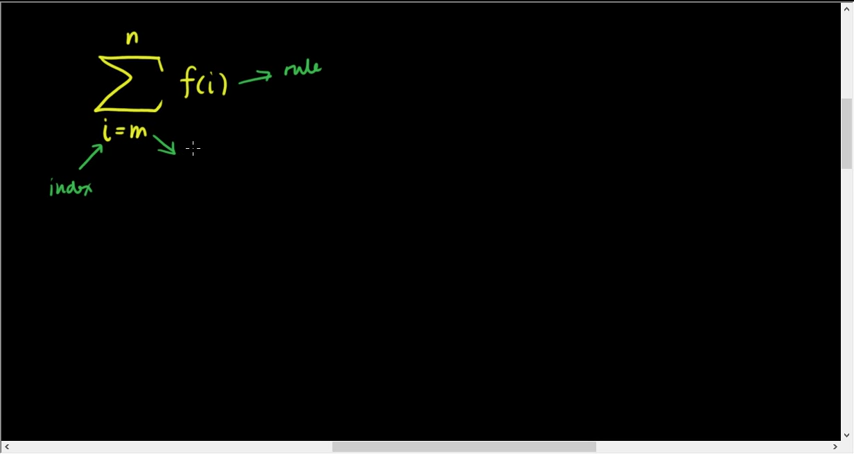 n
∑ f(i) → rule
i = m
index